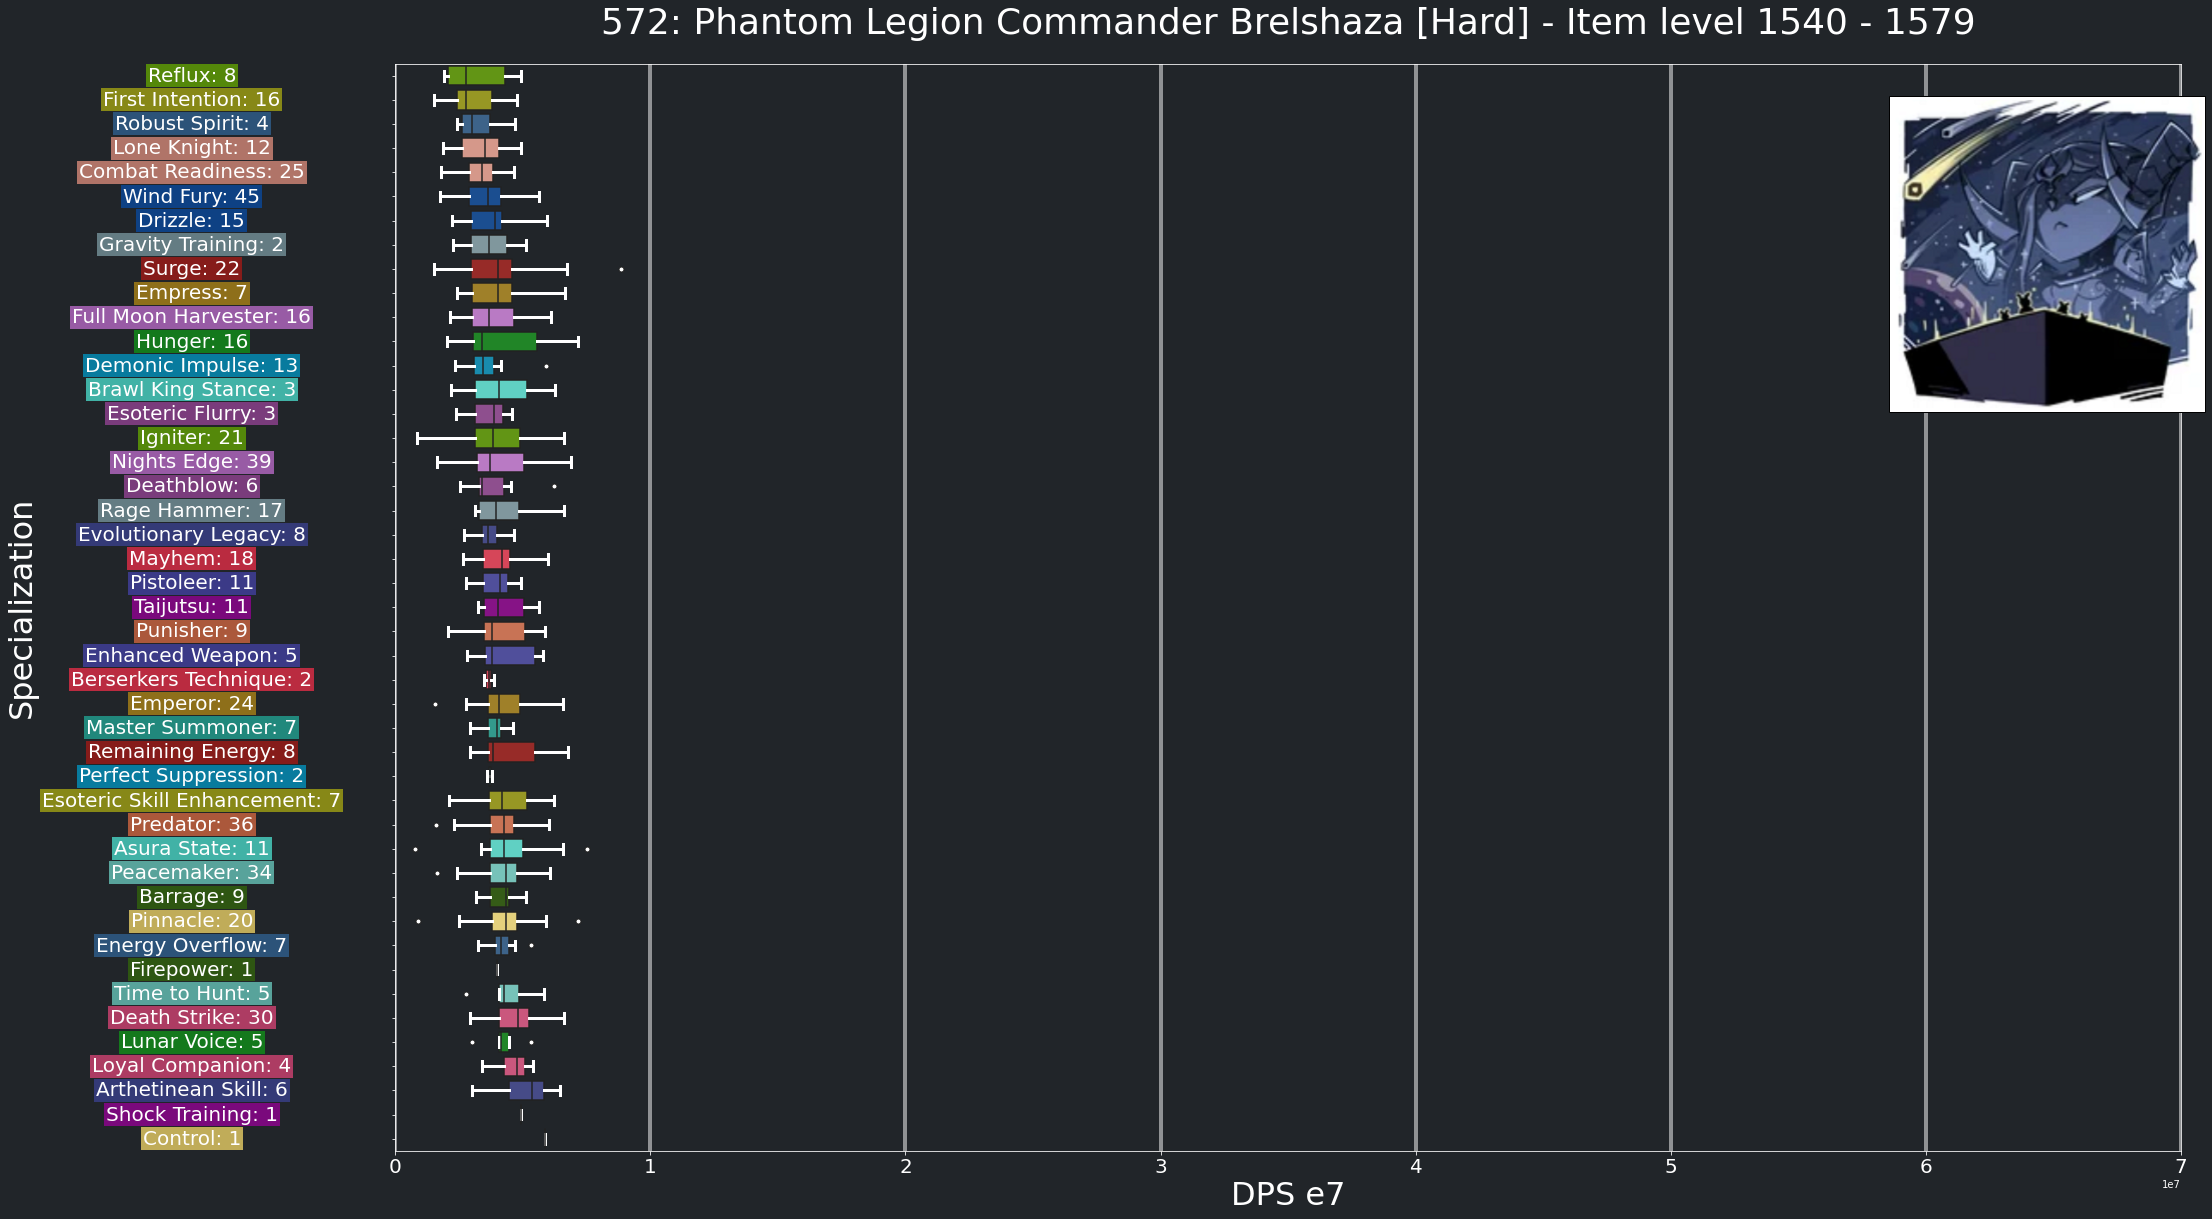 572: Phantom Legion Commander Brelshaza [Hard] - Item level 1540 - 1579
Specialization
Reflux: 8
First Intention: 16
Robust Spirit: 4
Lone Knight: 12
Combat Readiness: 25
Wind Fury: 45
Drizzle: 15
Gravity Training: 2
Surge: 22
Empress: 7
Full Moon Harvester: 16
Hunger: 16
Demonic Impulse: 13
Brawl King Stance: 3
Esoteric Flurry: 3
Igniter: 21
Nights Edge: 39
Deathblow: 6
Rage Hammer: 17
Evolutionary Legacy: 8
Mayhem: 18
Pistoleer: 11
Taijutsu: 11
Punisher: 9
Enhanced Weapon: 5
Berserkers Technique: 2
Emperor: 24
Master Summoner: 7
Remaining Energy: 8
Perfect Suppression: 2
Esoteric Skill Enhancement: 7
Predator: 36
Asura State: 11
Peacemaker: 34
Barrage: 9
Pinnacle: 20
Energy Overflow: 7
Firepower: 1
Time to Hunt: 5
Death Strike: 30
Lunar Voice: 5
Loyal Companion: 4
Arthetinean Skill: 6
Shock Training: 1
Control: 1
0 1 2 3 4 5 6 7
1e7
DPS e7